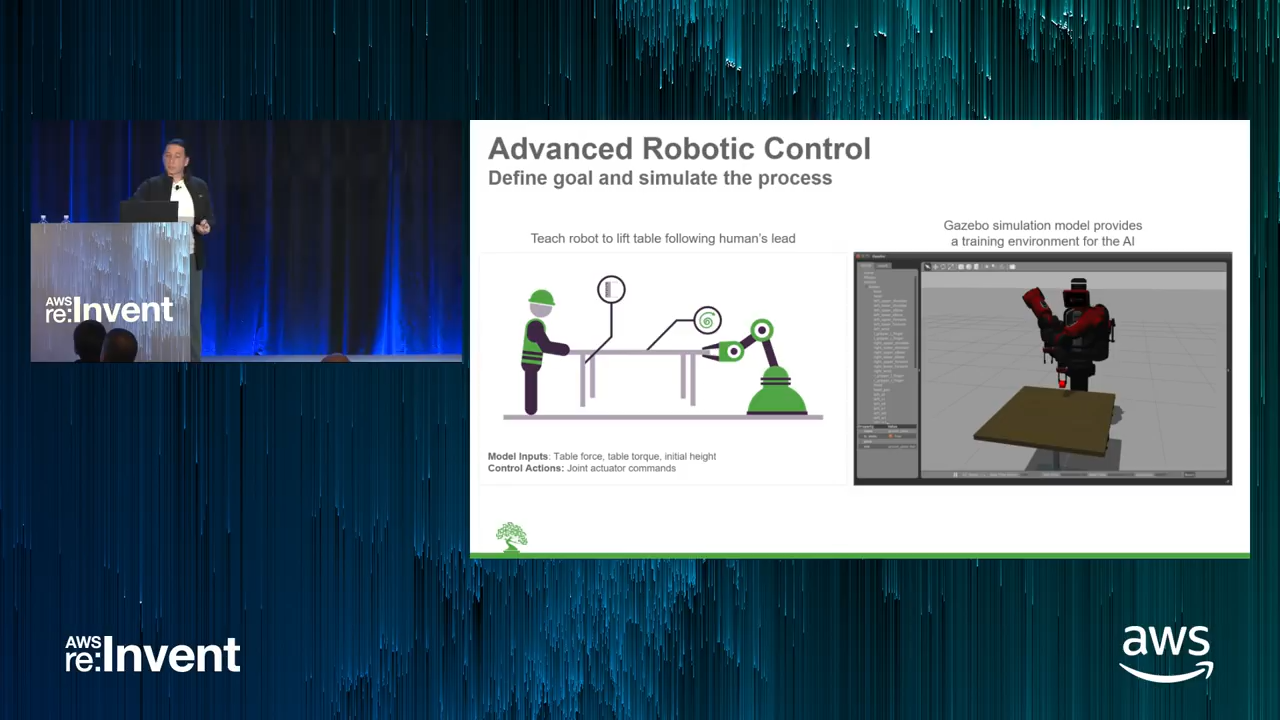 Advanced Robotic Control
Define goal and simulate the process
Teach robot to lift table following human's lead
Gazebo simulation model provides
a training environment for the AI
Model Inputs: Table force, table torque, initial height
Control Actions: Joint actuator commands
AWS
re:Invent
AWS
re:Invent
aws